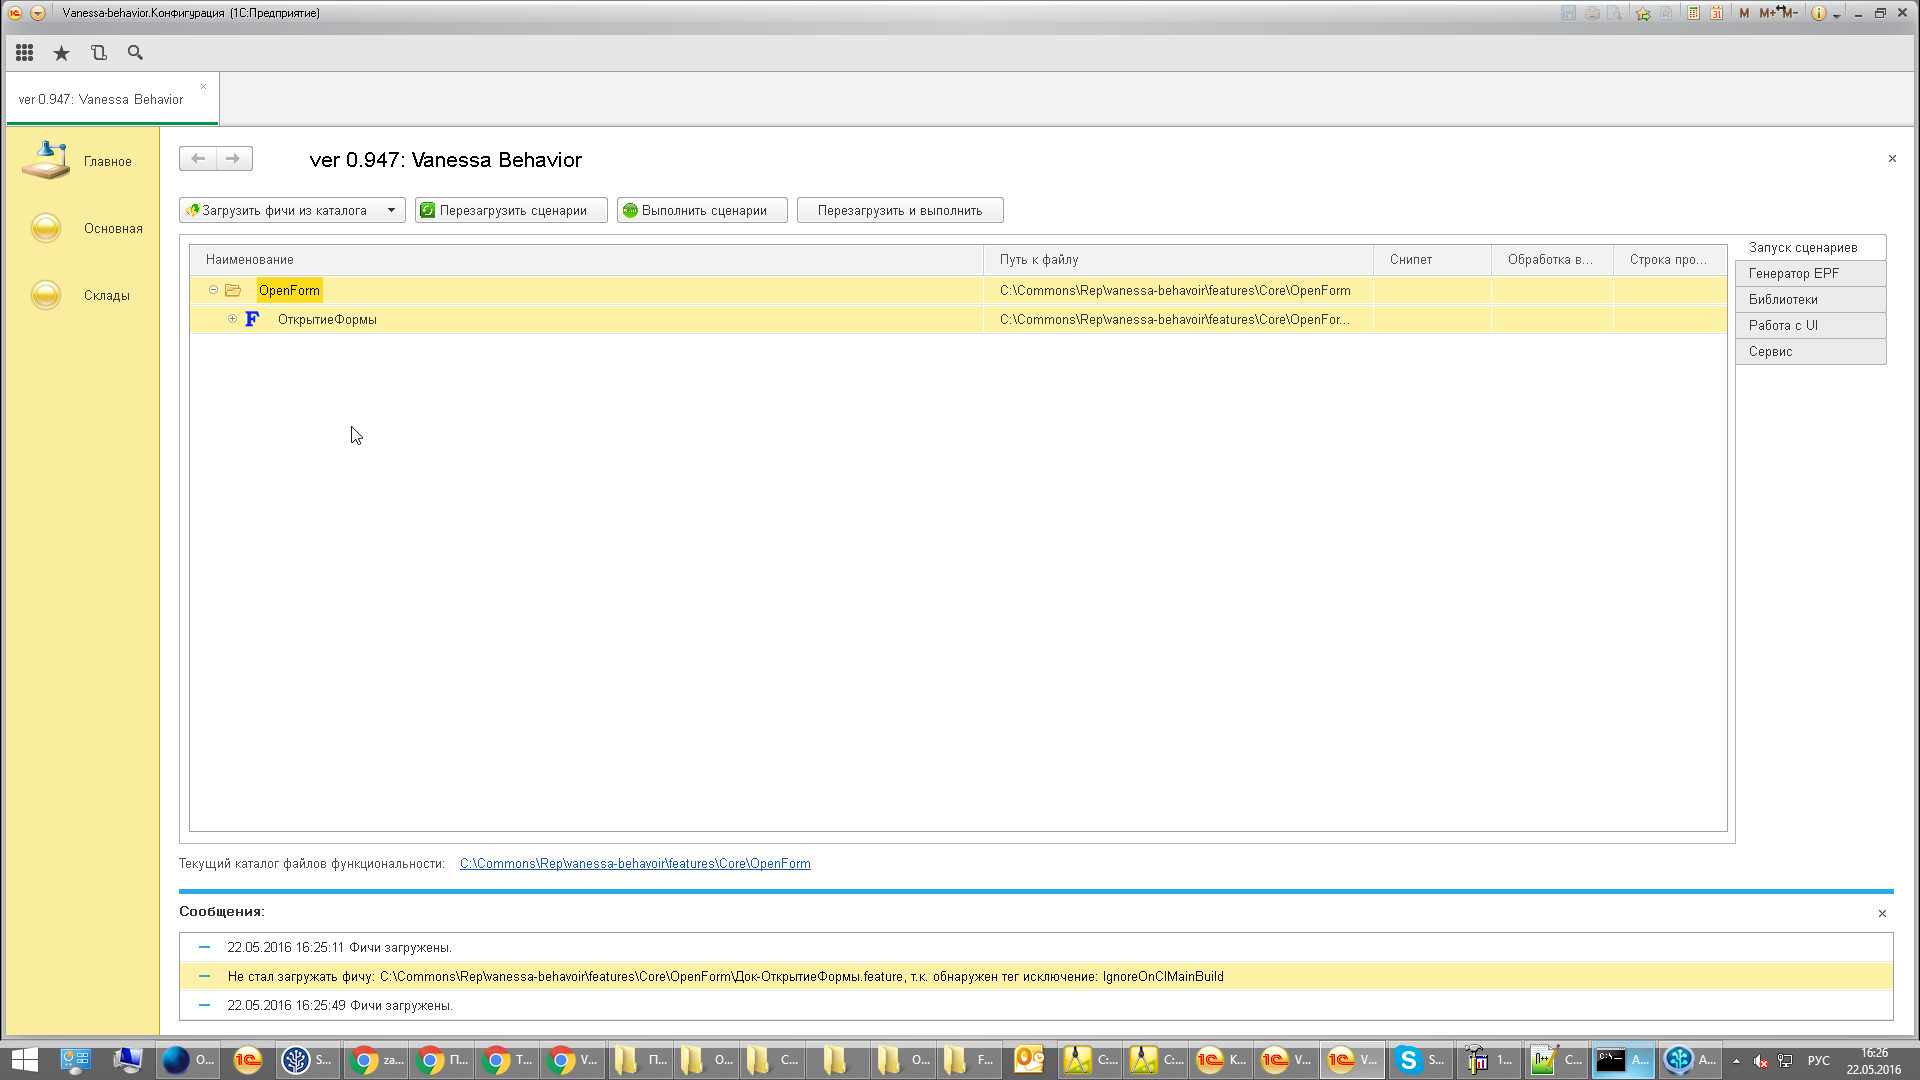 Vanessa-behavior.Конфигурация (1С:Предприятие)
M M+ M-
ver 0.947: Vanessa Behavior
Главное
Основная
Склады
ver 0.947: Vanessa Behavior
Загрузить фичи из каталога
Перезагрузить сценарии
Выполнить сценарии
Перезагрузить и выполнить
Наименование Путь к файлу Снипет Обработка в... Строка про...
OpenForm C:\Commons\Rep\vanessa-behavoir\features\Core\OpenForm
ОткрытиеФормы C:\Commons\Rep\vanessa-behavoir\features\Core\OpenFor...
Запуск сценариев
Генератор EPF
Библиотеки
Работа с UI
Сервис
Текущий каталог файлов функциональности: C:\Commons\Rep\vanessa-behavoir\features\Core\OpenForm
Сообщения:
22.05.2016 16:25:11 Фичи загружены.
Не стал загружать фичу: C:\Commons\Rep\vanessa-behavoir\features\Core\OpenForm\Док-ОткрытиеФормы.feature, т.к. обнаружен тег исключение: IgnoreOnCIMainBuild
22.05.2016 16:25:49 Фичи загружены.
O... S... za... П... T... V... П... O... C... O... F... C:... C:... K... V... V... S... 1... C... A... A... РУС
16:26
22.05.2016